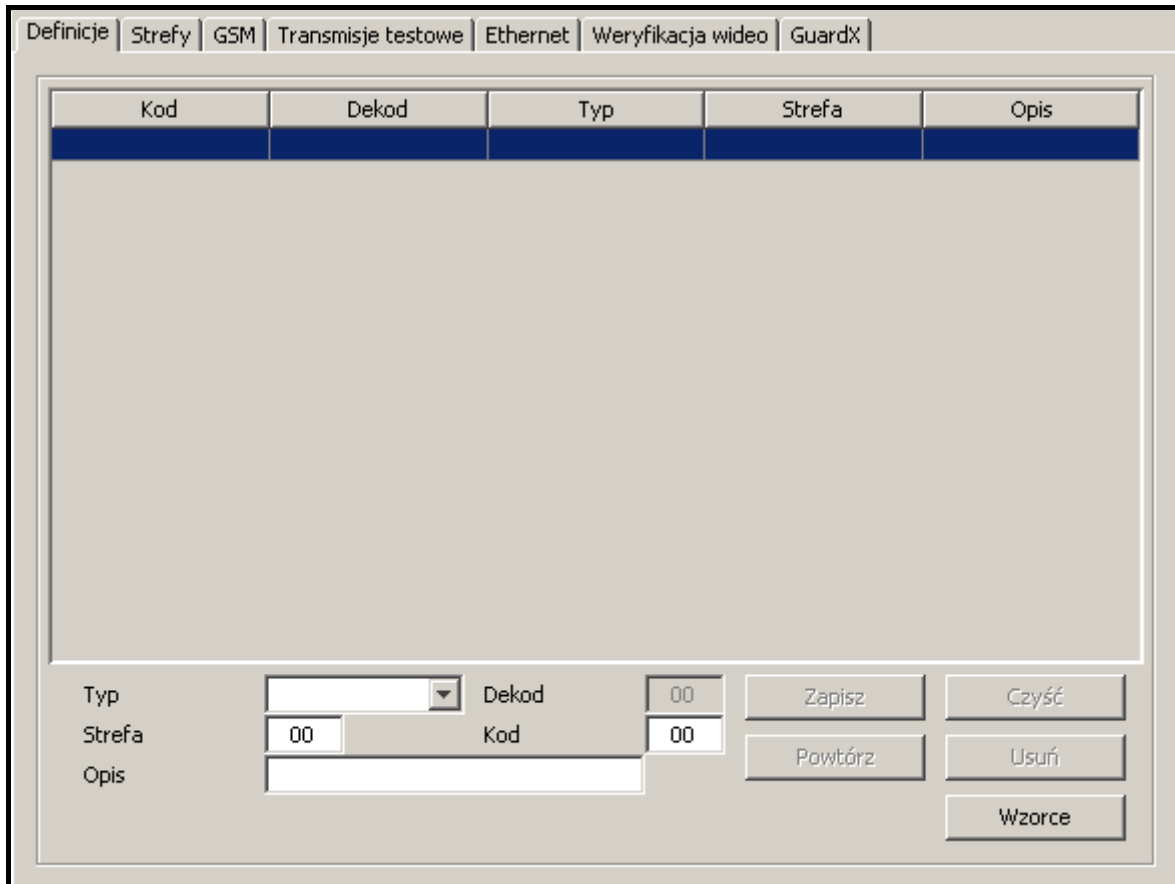 Definicje Strefy GSM Transmisje testowe Ethernet Weryfikacja wideo GuardX
Kod Dekod Typ Strefa Opis
Typ Dekod 00 Zapisz Czyść
Strefa 00 Kod 00
Powtórz Usuń
Opis
Wzorce